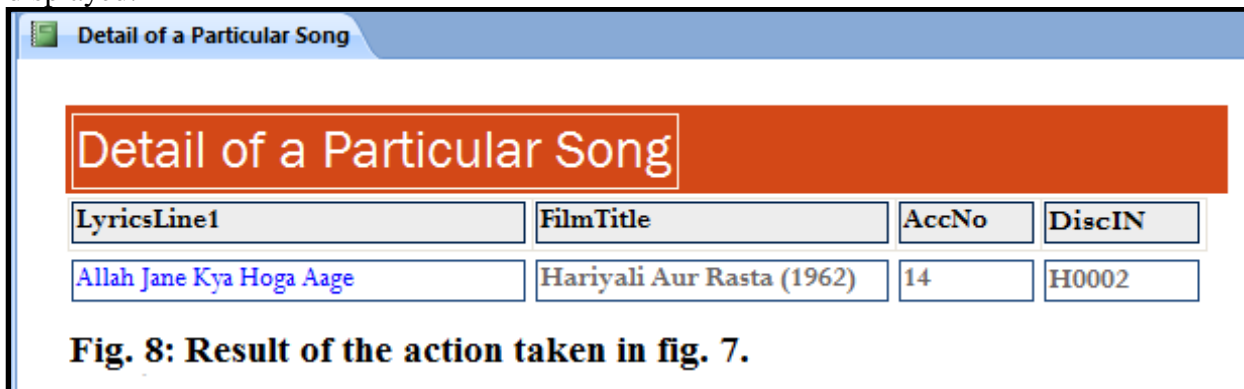 displayed.
Detail of a Particular Song
Detail of a Particular Song
LyricsLine1 FilmTitle AccNo DiscIN
Allah Jane Kya Hoga Aage Hariyali Aur Rasta (1962) 14 H0002
Fig. 8: Result of the action taken in fig. 7.